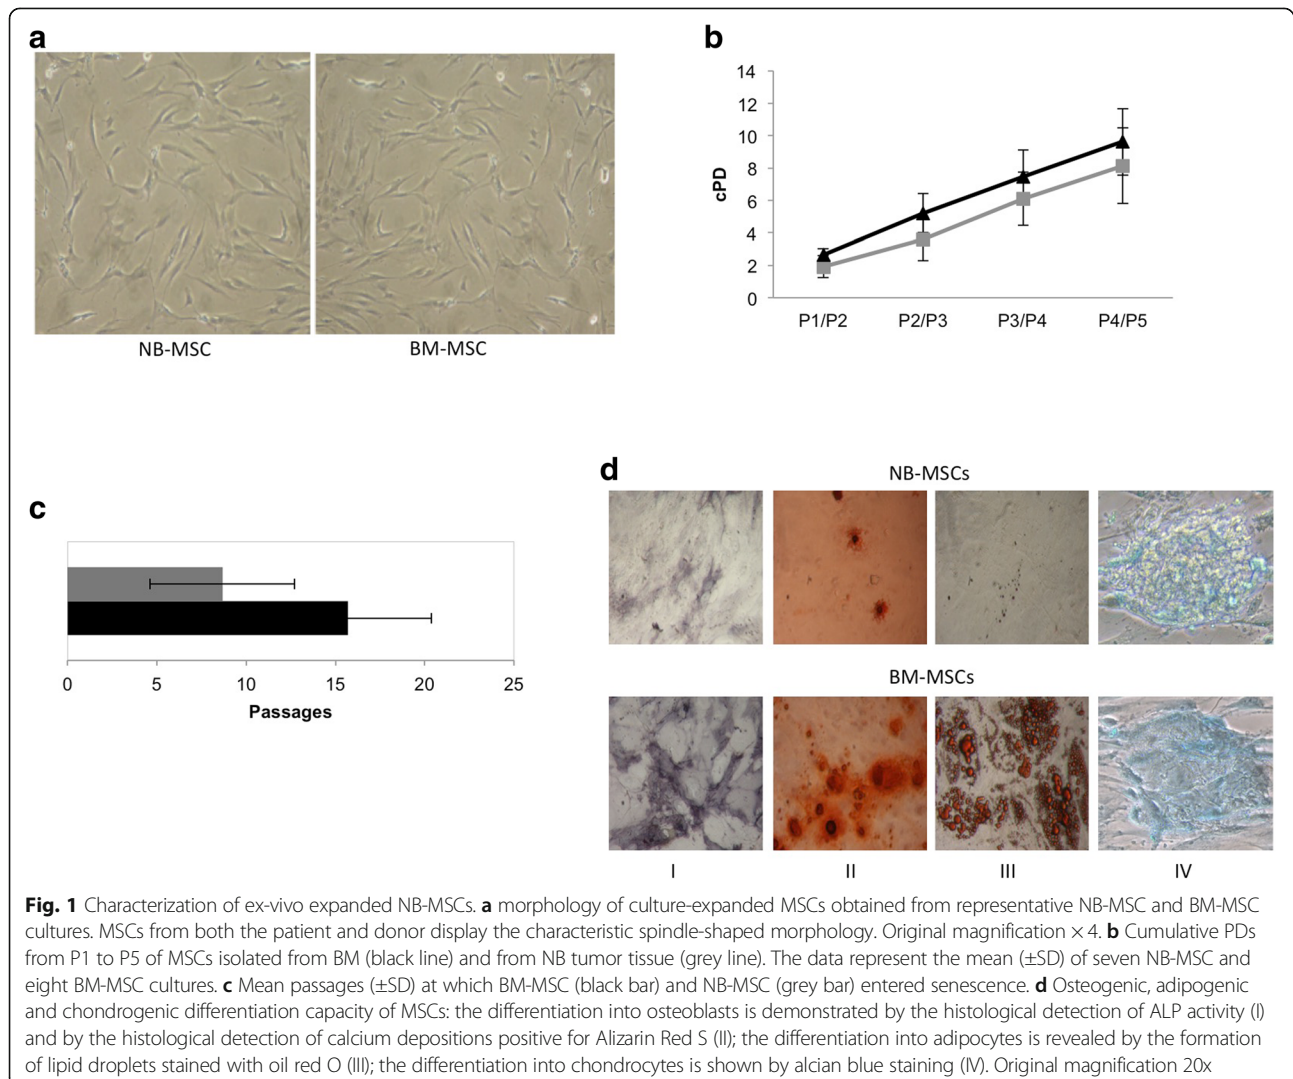 a
NB-MSC
BM-MSC
b
14
12
10
8
6
4
2
0
cPD
P1/P2
P2/P3
P3/P4
P4/P5
c
0
5
10
15
20
25
Passages
d
NB-MSCs
BM-MSCs
I
II
III
IV
Fig. 1 Characterization of ex-vivo expanded NB-MSCs. a morphology of culture-expanded MSCs obtained from representative NB-MSC and BM-MSC
cultures. MSCs from both the patient and donor display the characteristic spindle-shaped morphology. Original magnification × 4. b Cumulative PDs
from P1 to P5 of MSCs isolated from BM (black line) and from NB tumor tissue (grey line). The data represent the mean (±SD) of seven NB-MSC and
eight BM-MSC cultures. c Mean passages (±SD) at which BM-MSC (black bar) and NB-MSC (grey bar) entered senescence. d Osteogenic, adipogenic
and chondrogenic differentiation capacity of MSCs: the differentiation into osteoblasts is demonstrated by the histological detection of ALP activity (I)
and by the histological detection of calcium depositions positive for Alizarin Red S (II); the differentiation into adipocytes is revealed by the formation
of lipid droplets stained with oil red O (III); the differentiation into chondrocytes is shown by alcian blue staining (IV). Original magnification 20x